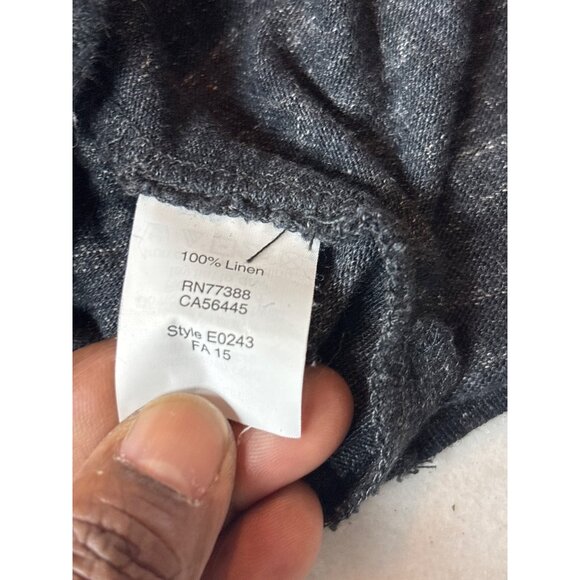 100% Linen
RN77388
CA56445
Style E0243
FA 15